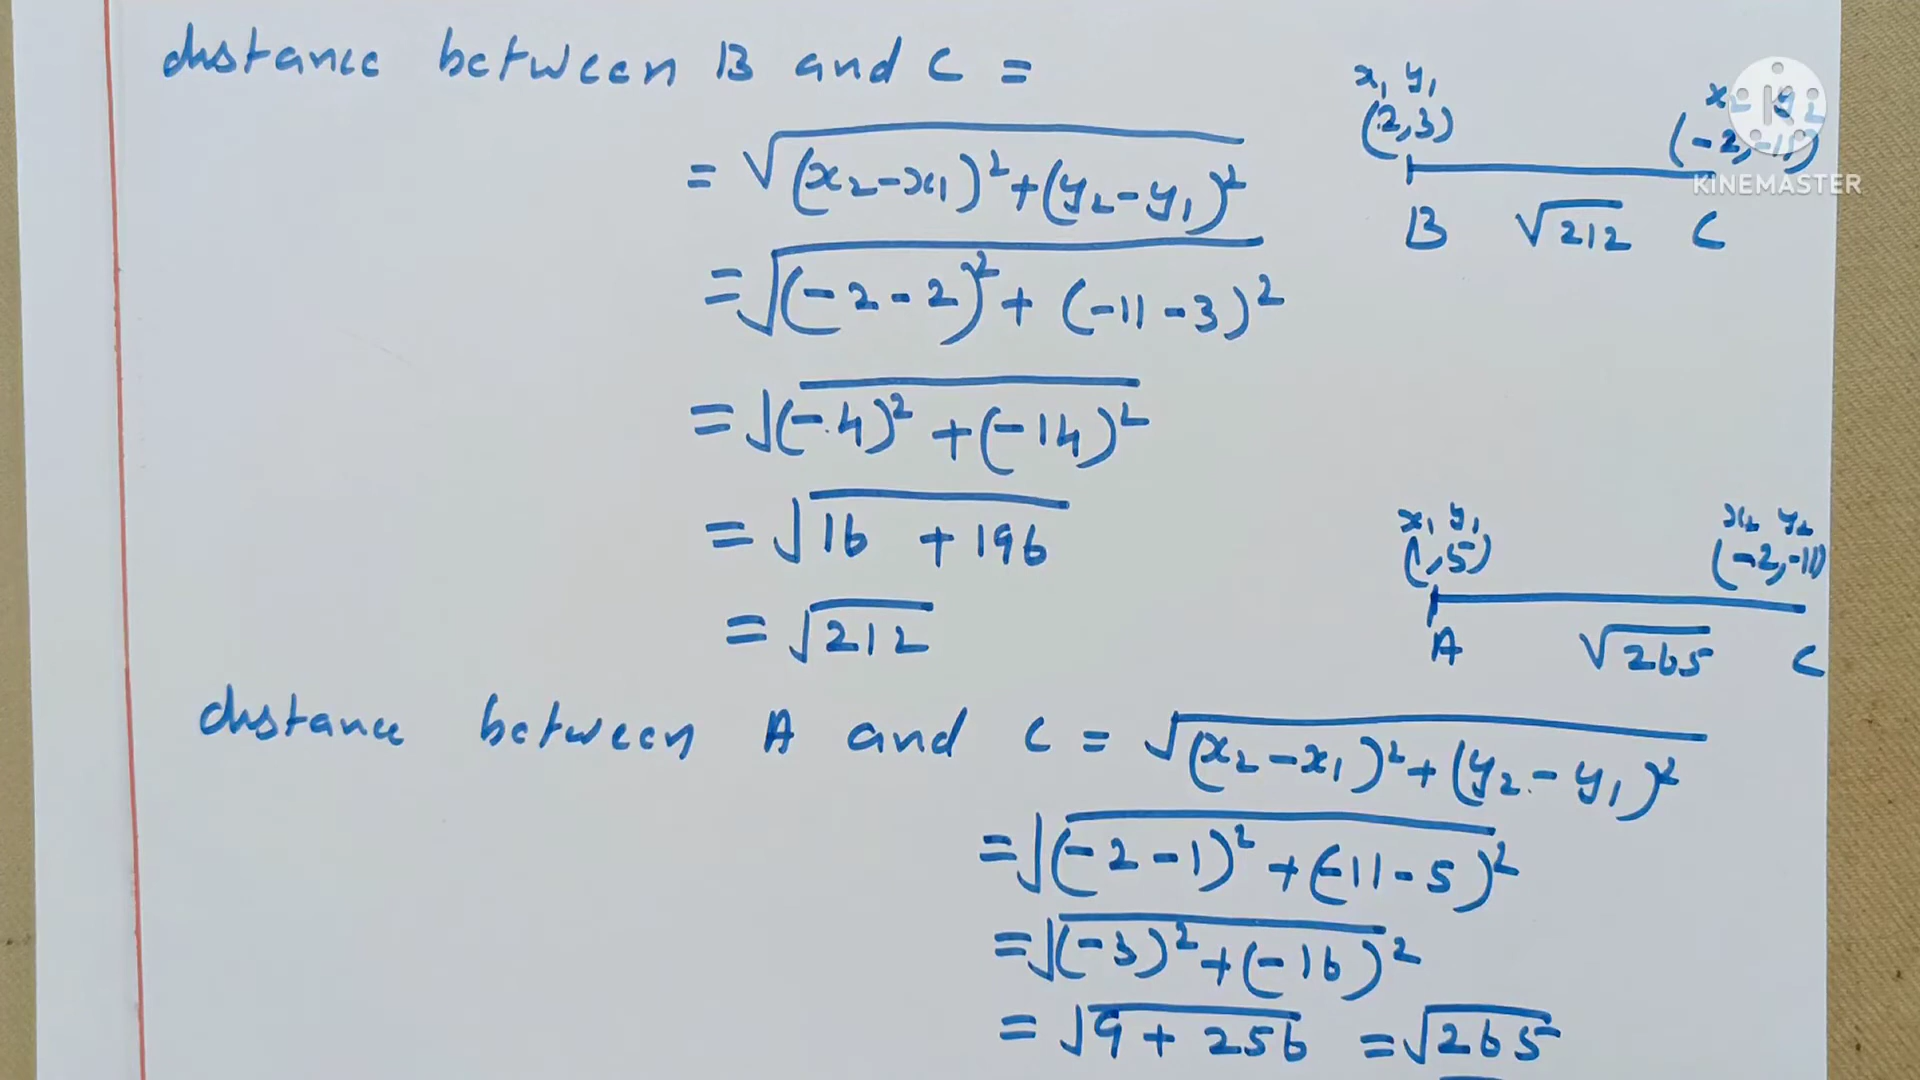 distance between B and C =
x₁ y₁
(2,3)
x₂ y₂
(-2,-11)
= √(x₂-x₁)²+(y₂-y₁)²
KINEMASTER
B √212 C
= √(-2-2)² + (-11-3)²
= √(-4)² + (-14)²
= √16 + 196
x₁ y₁
(1,5)
x₂ y₂
(-2,-11)
= √212
A √265 C
distance between A and C = √(x₂-x₁)²+(y₂-y₁)²
= √(-2-1)² + (-11-5)²
= √(-3)² + (-16)²
= √9 + 256 = √265